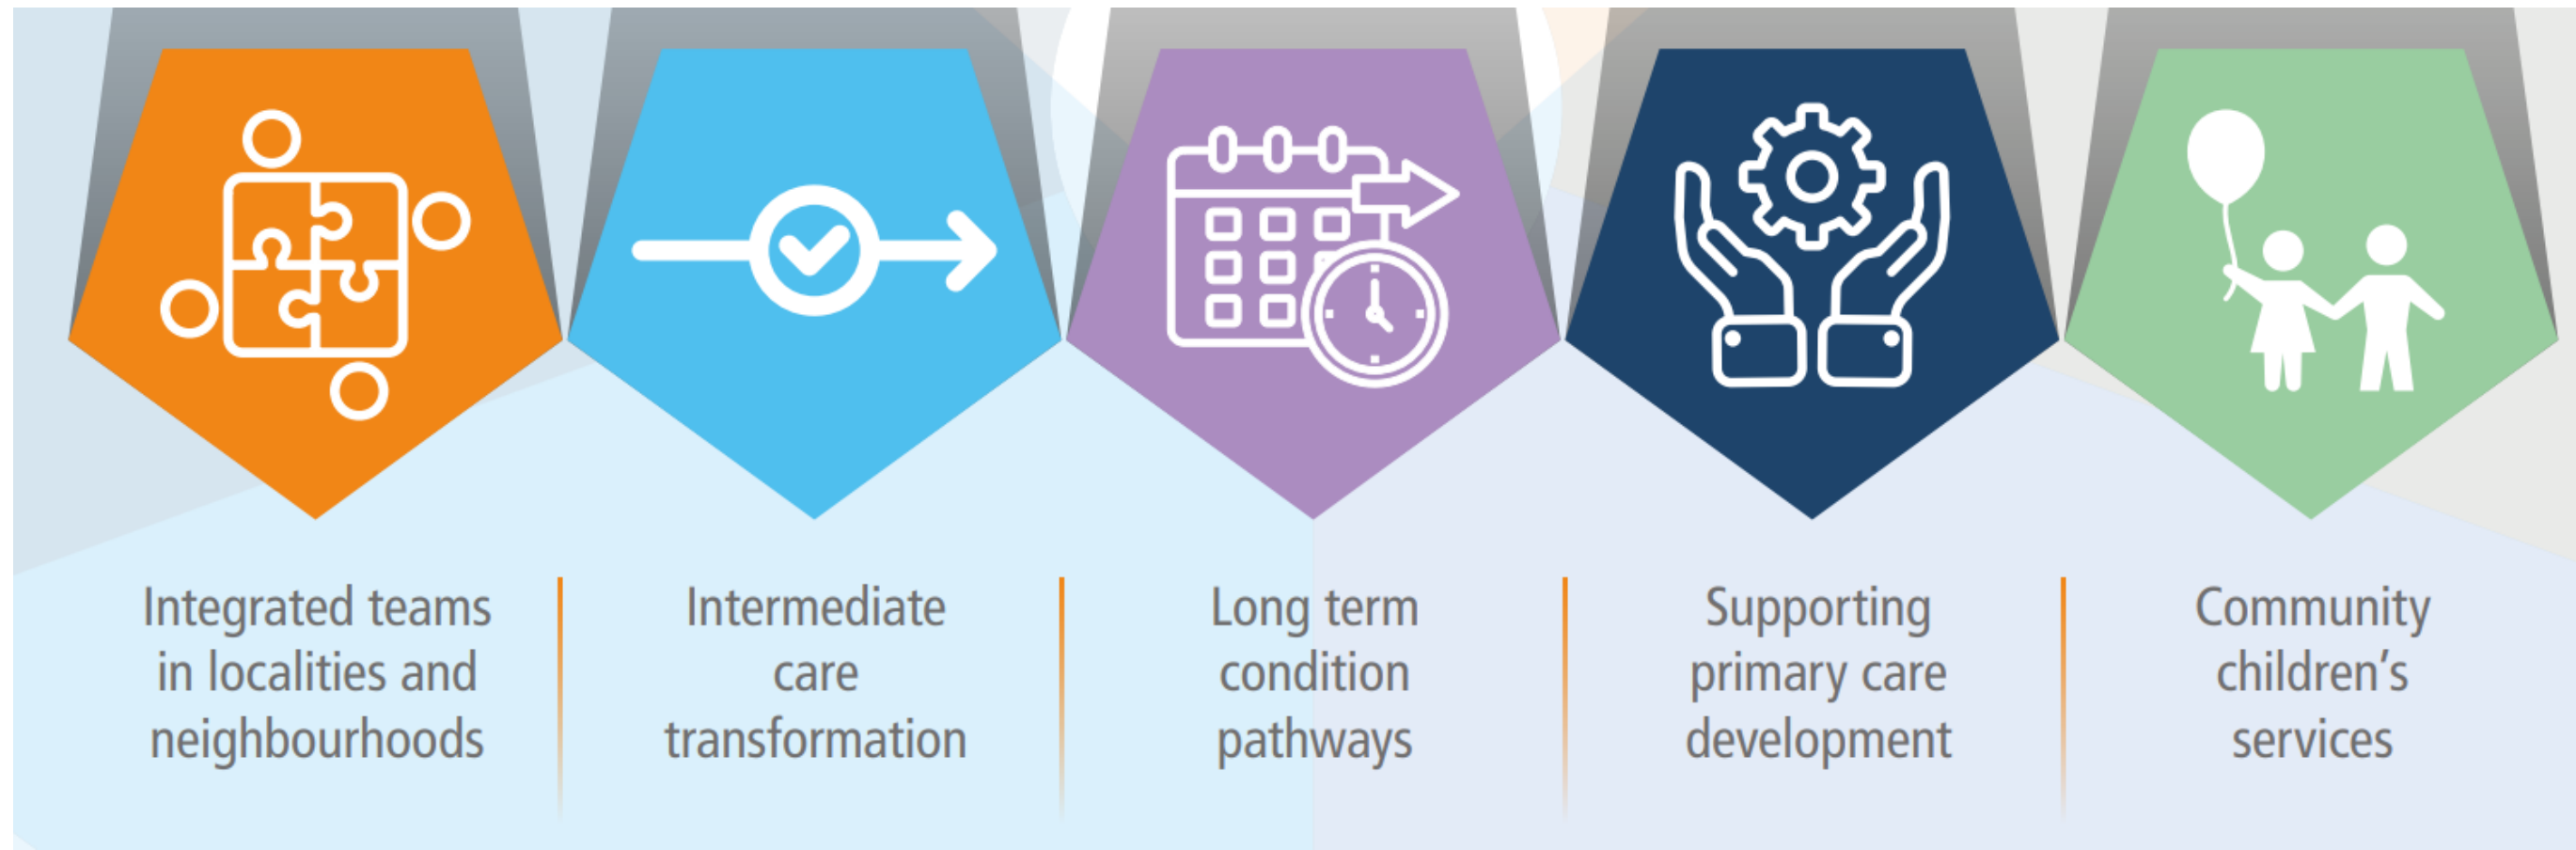 Integrated teams
in localities and
neighbourhoods
Intermediate
care
transformation
Long term
condition
pathways
Supporting
primary care
development
Community
children’s
services